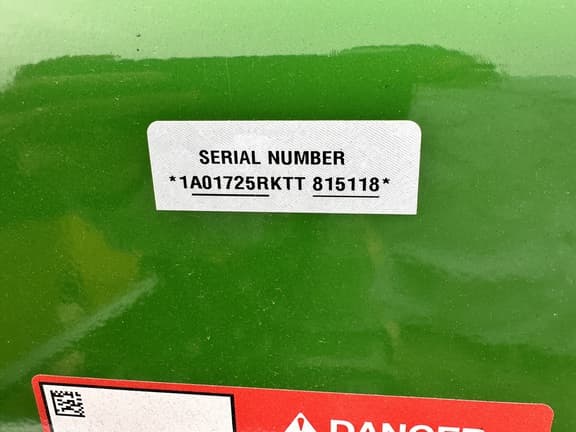 SERIAL NUMBER
*1A01725RKTT 815118*
DANGER